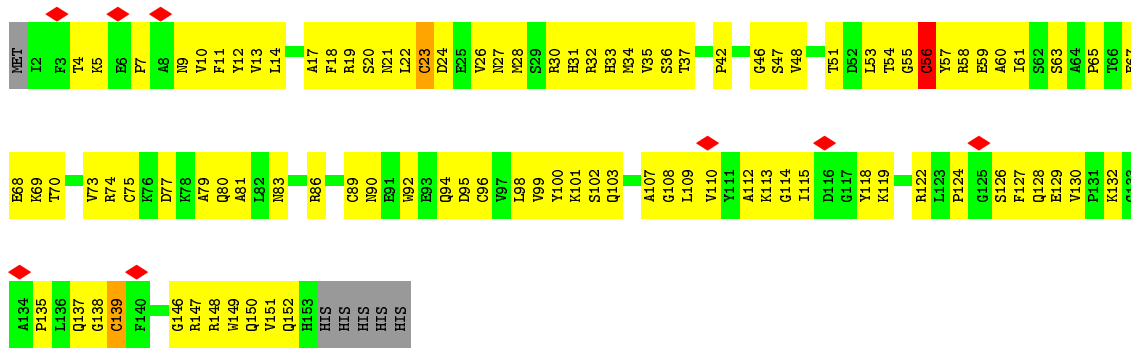 MET I2 F3 T4 K5 E6 P7 A8 N9 V10 F11 Y12 V13 L14 A17 F18 R19 S20 N21 L22 C23 D24 E25 V26 N27 M28 S29 R30 H31 R32 H33 M34 V35 S36 T37 P42 G46 S47 V48 T51 D52 L53 T54 G55 C56 Y57 R58 E59 A60 I61 S62 S63 A64 P65 T66
E68 K69 T70 V73 R74 C75 K76 D77 K78 A79 Q80 A81 L82 N83 R86 C89 N90 E91 W92 E93 Q94 D95 C96 V97 L98 V99 Y100 K101 S102 Q103 A107 G108 L109 V110 Y111 A112 K113 G114 I115 D116 G117 Y118 K119 R122 L123 P124 G125 S126 F127 Q128 E129 V130 P131 K132
A134 P135 L136 Q137 G138 C139 F140 G146 R147 R148 W149 Q150 V151 Q152 H153 HIS HIS HIS HIS HIS